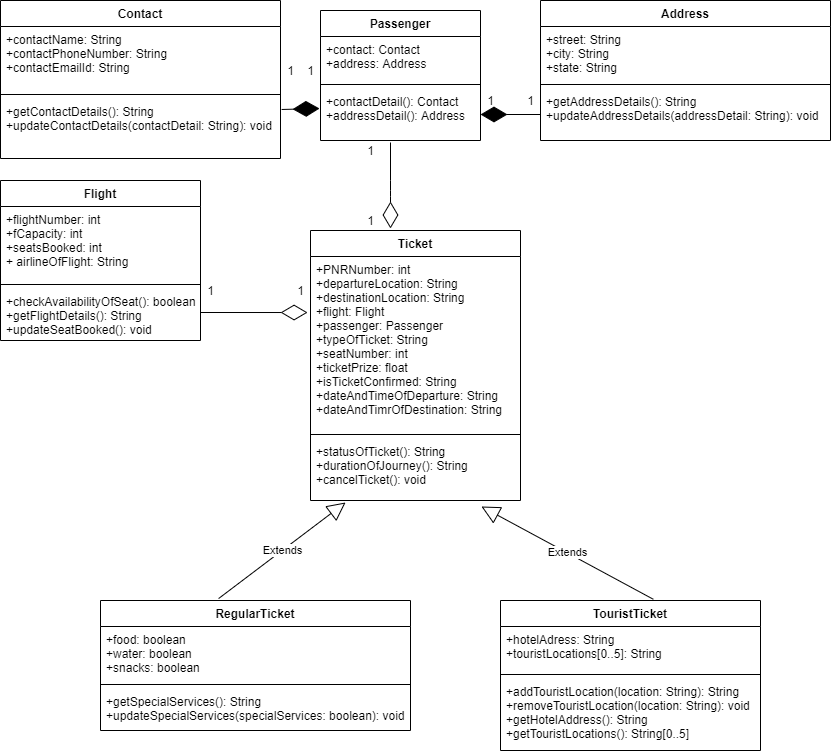 Contact
+contactName: String
+contactPhoneNumber: String
+contactEmailId: String
+getContactDetails(): String
+updateContactDetails(contactDetail: String): void
1
1
Passenger
+contact: Contact
+address: Address
+contactDetail(): Contact
+addressDetail(): Address
1
1
Address
+street: String
+city: String
+state: String
+getAddressDetails(): String
+updateAddressDetails(addressDetail: String): void
1
1
Flight
+flightNumber: int
+fCapacity: int
+seatsBooked: int
+ airlineOfFlight: String
+checkAvailabilityOfSeat(): boolean
+getFlightDetails(): String
+updateSeatBooked(): void
1
1
Ticket
+PNRNumber: int
+departureLocation: String
+destinationLocation: String
+flight: Flight
+passenger: Passenger
+typeOfTicket: String
+seatNumber: int
+ticketPrize: float
+isTicketConfirmed: String
+dateAndTimeOfDeparture: String
+dateAndTimrOfDestination: String
+statusOfTicket(): String
+durationOfJourney(): String
+cancelTicket(): void
Extends
Extends
RegularTicket
+food: boolean
+water: boolean
+snacks: boolean
+getSpecialServices(): String
+updateSpecialServices(specialServices: boolean): void
TouristTicket
+hotelAdress: String
+touristLocations[0..5]: String
+addTouristLocation(location: String): String
+removeTouristLocation(location: String): void
+getHotelAddress(): String
+getTouristLocations(): String[0..5]